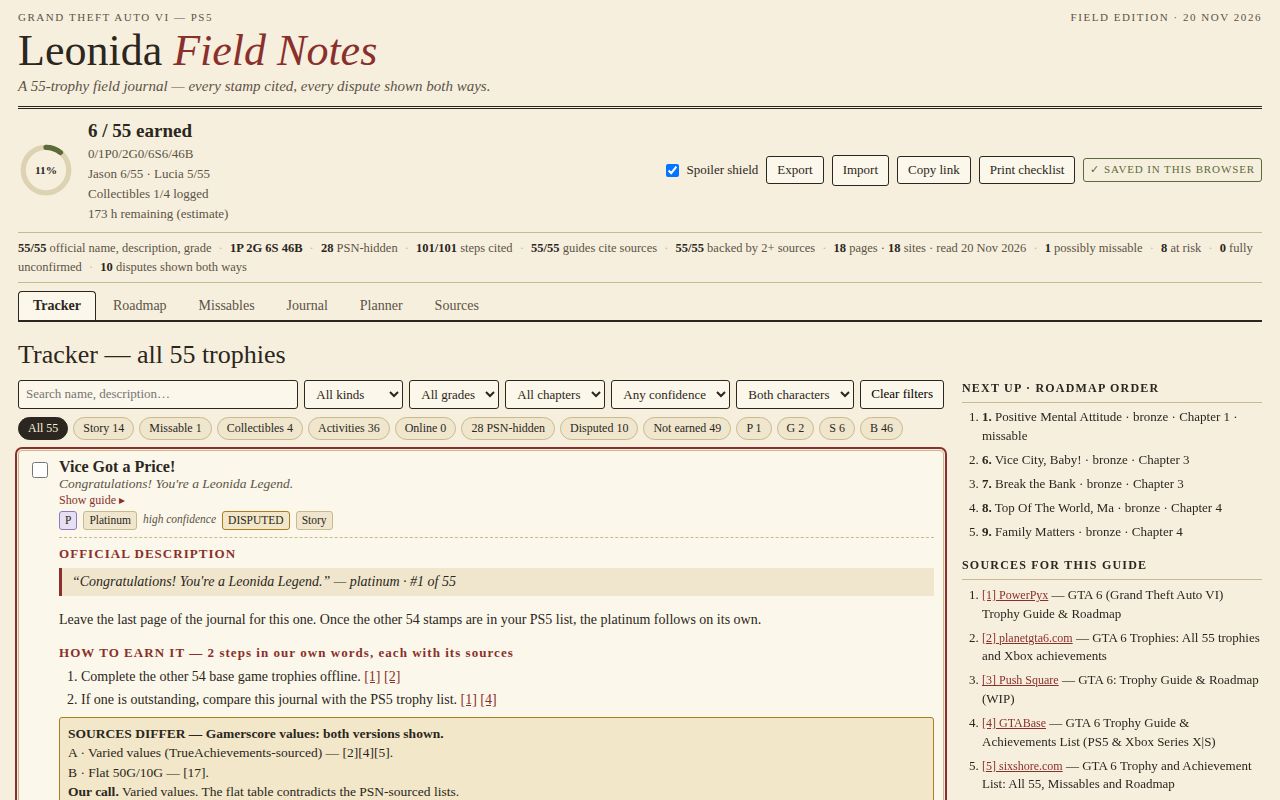 GRAND THEFT AUTO VI — PS5
FIELD EDITION · 20 NOV 2026
Leonida Field Notes
A 55-trophy field journal — every stamp cited, every dispute shown both ways.
11%
6 / 55 earned
0/1P0/2G0/6S6/46B
Jason 6/55 · Lucia 5/55
Collectibles 1/4 logged
173 h remaining (estimate)
Spoiler shield
Export
Import
Copy link
Print checklist
✓ SAVED IN THIS BROWSER
55/55 official name, description, grade · 1P 2G 6S 46B · 28 PSN-hidden · 101/101 steps cited · 55/55 guides cite sources · 55/55 backed by 2+ sources · 18 pages · 18 sites · read 20 Nov 2026 · 1 possibly missable · 8 at risk · 0 fully
unconfirmed · 10 disputes shown both ways
Tracker
Roadmap
Missables
Journal
Planner
Sources
Tracker — all 55 trophies
Search name, description…
All kinds
All grades
All chapters
Any confidence
Both characters
Clear filters
All 55
Story 14
Missable 1
Collectibles 4
Activities 36
Online 0
28 PSN-hidden
Disputed 10
Not earned 49
P 1
G 2
S 6
B 46
Vice Got a Price!
Congratulations! You're a Leonida Legend.
Show guide ▸
P
Platinum
high confidence
DISPUTED
Story
OFFICIAL DESCRIPTION
“Congratulations! You're a Leonida Legend.” — platinum · #1 of 55
Leave the last page of the journal for this one. Once the other 54 stamps are in your PS5 list, the platinum follows on its own.
HOW TO EARN IT — 2 steps in our own words, each with its sources
1. Complete the other 54 base game trophies offline. [1] [2]
2. If one is outstanding, compare this journal with the PS5 trophy list. [1] [4]
SOURCES DIFFER — Gamerscore values: both versions shown.
A · Varied values (TrueAchievements-sourced) — [2][4][5].
B · Flat 50G/10G — [17].
Our call. Varied values. The flat table contradicts the PSN-sourced lists.
NEXT UP · ROADMAP ORDER
1. 1. Positive Mental Attitude · bronze · Chapter 1 ·
missable
2. 6. Vice City, Baby! · bronze · Chapter 3
3. 7. Break the Bank · bronze · Chapter 3
4. 8. Top Of The World, Ma · bronze · Chapter 4
5. 9. Family Matters · bronze · Chapter 4
SOURCES FOR THIS GUIDE
1. [1] PowerPyx — GTA 6 (Grand Theft Auto VI)
Trophy Guide & Roadmap
2. [2] planetgta6.com — GTA 6 Trophies: All 55 trophies
and Xbox achievements
3. [3] Push Square — GTA 6: Trophy Guide & Roadmap
(WIP)
4. [4] GTABase — GTA 6 Trophy Guide &
Achievements List (PS5 & Xbox Series X|S)
5. [5] sixshore.com — GTA 6 Trophy and Achievement
List: All 55, Missables and Roadmap